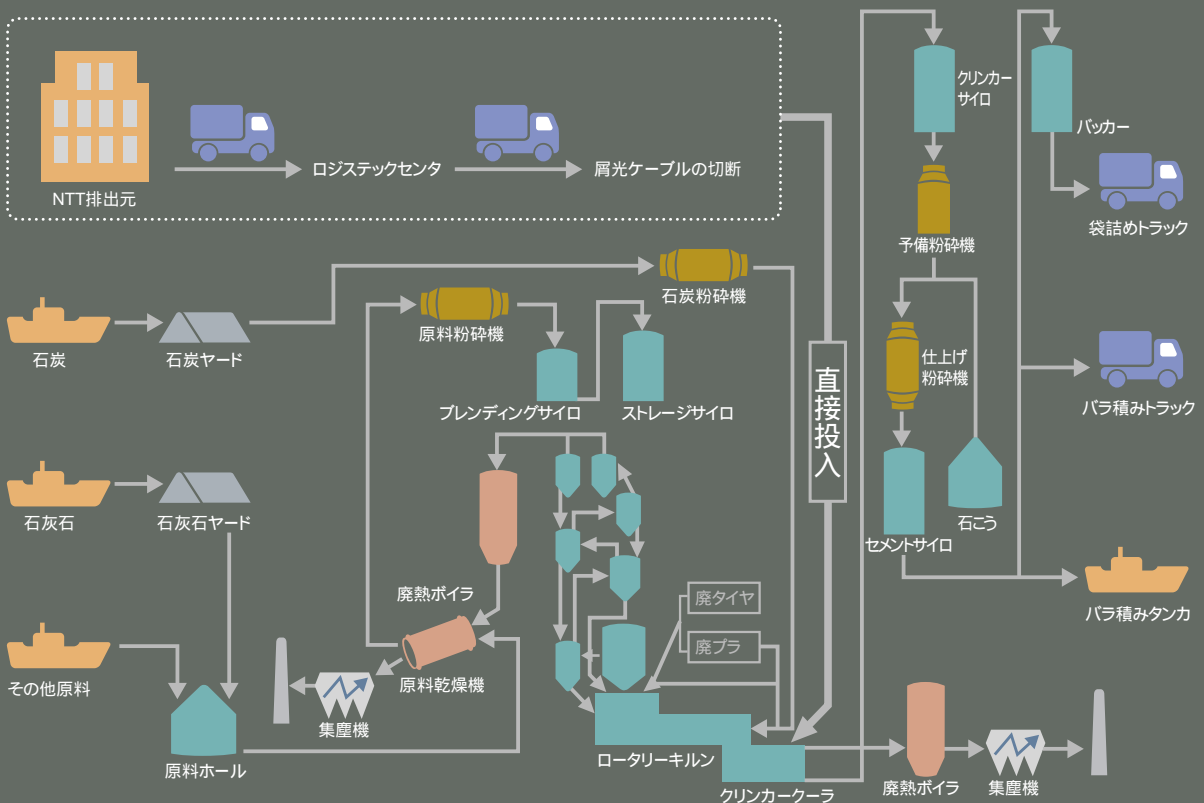 NTT排出元
ロジステックセンタ
屑光ケーブルの切断
クリンカー
サイロ
バッカー
袋詰めトラック
予備粉砕機
石炭
石炭ヤード
原料粉砕機
石炭粉砕機
ブレンディングサイロ
ストレージサイロ
直接投入
仕上げ
粉砕機
バラ積みトラック
石灰石
石灰石ヤード
セメントサイロ
石こう
廃熱ボイラ
廃タイヤ
廃プラ
バラ積みタンカ
その他原料
原料乾燥機
集塵機
原料ホール
ロータリーキルン
クリンカークーラ
廃熱ボイラ
集塵機